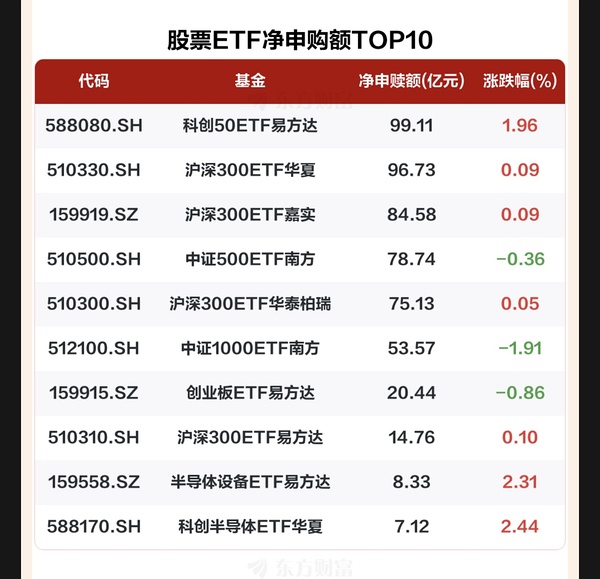 股票ETF净申购额TOP10
代码 基金 净申赎额(亿元) 涨跌幅(%)
东方财富
588080.SH 科创50ETF易方达 99.11 1.96
510330.SH 沪深300ETF华夏 96.73 0.09
159919.SZ 沪深300ETF嘉实 84.58 0.09
510500.SH 中证500ETF南方 78.74 −0.36
510300.SH 沪深300ETF华泰柏瑞 75.13 0.05
512100.SH 中证1000ETF南方 53.57 −1.91
159915.SZ 创业板ETF易方达 20.44 −0.86
510310.SH 沪深300ETF易方达 14.76 0.10
159558.SZ 半导体设备ETF易方达 8.33 2.31
588170.SH 科创半导体ETF华夏 7.12 2.44
东方财富